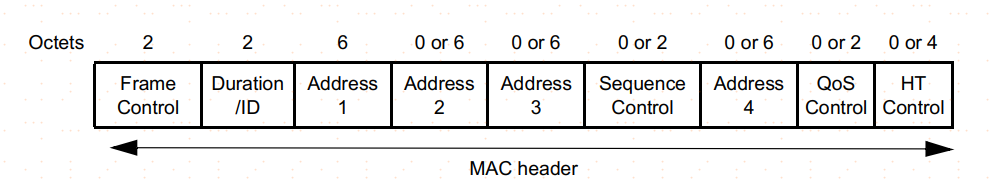 Octets 2 2 6 0 or 6 0 or 6 0 or 2 0 or 6 0 or 2 0 or 4
Frame Control Duration /ID Address 1 Address 2 Address 3 Sequence Control Address 4 QoS Control HT Control
MAC header